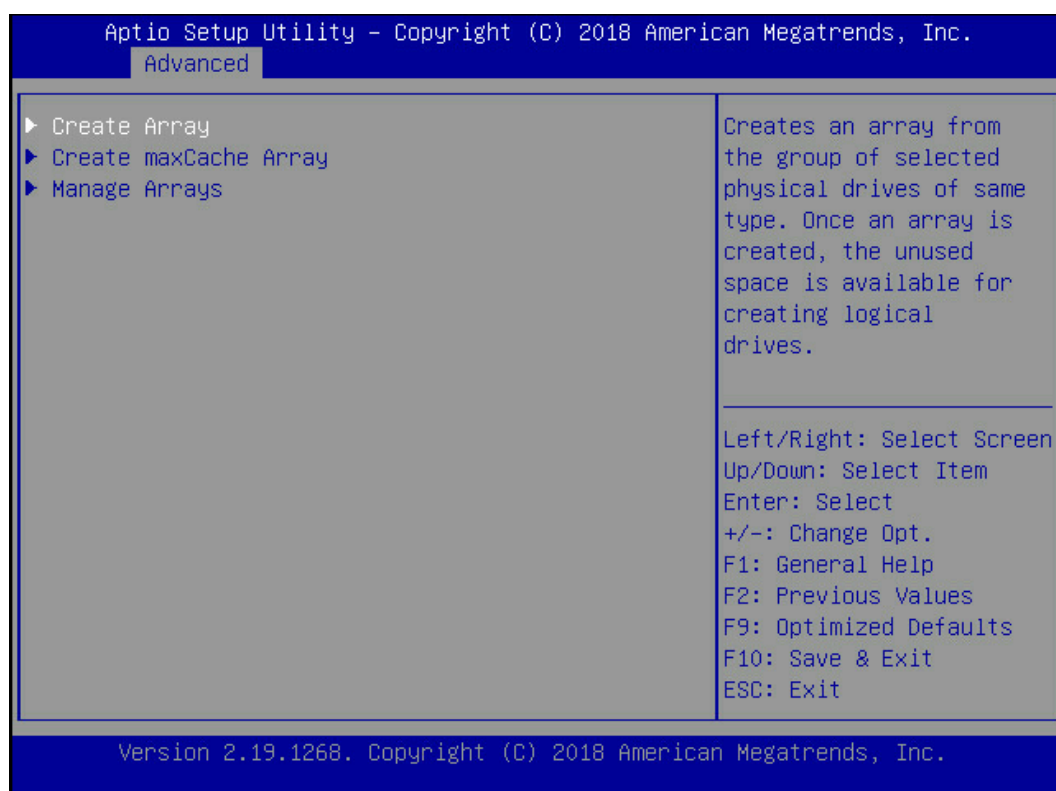 Aptio Setup Utility – Copyright (C) 2018 American Megatrends, Inc.
Advanced
Create Array
Create maxCache Array
Manage Arrays
Creates an array from
the group of selected
physical drives of same
type. Once an array is
created, the unused
space is available for
creating logical
drives.
Left/Right: Select Screen
Up/Down: Select Item
Enter: Select
+/-: Change Opt.
F1: General Help
F2: Previous Values
F9: Optimized Defaults
F10: Save & Exit
ESC: Exit
Version 2.19.1268. Copyright (C) 2018 American Megatrends, Inc.